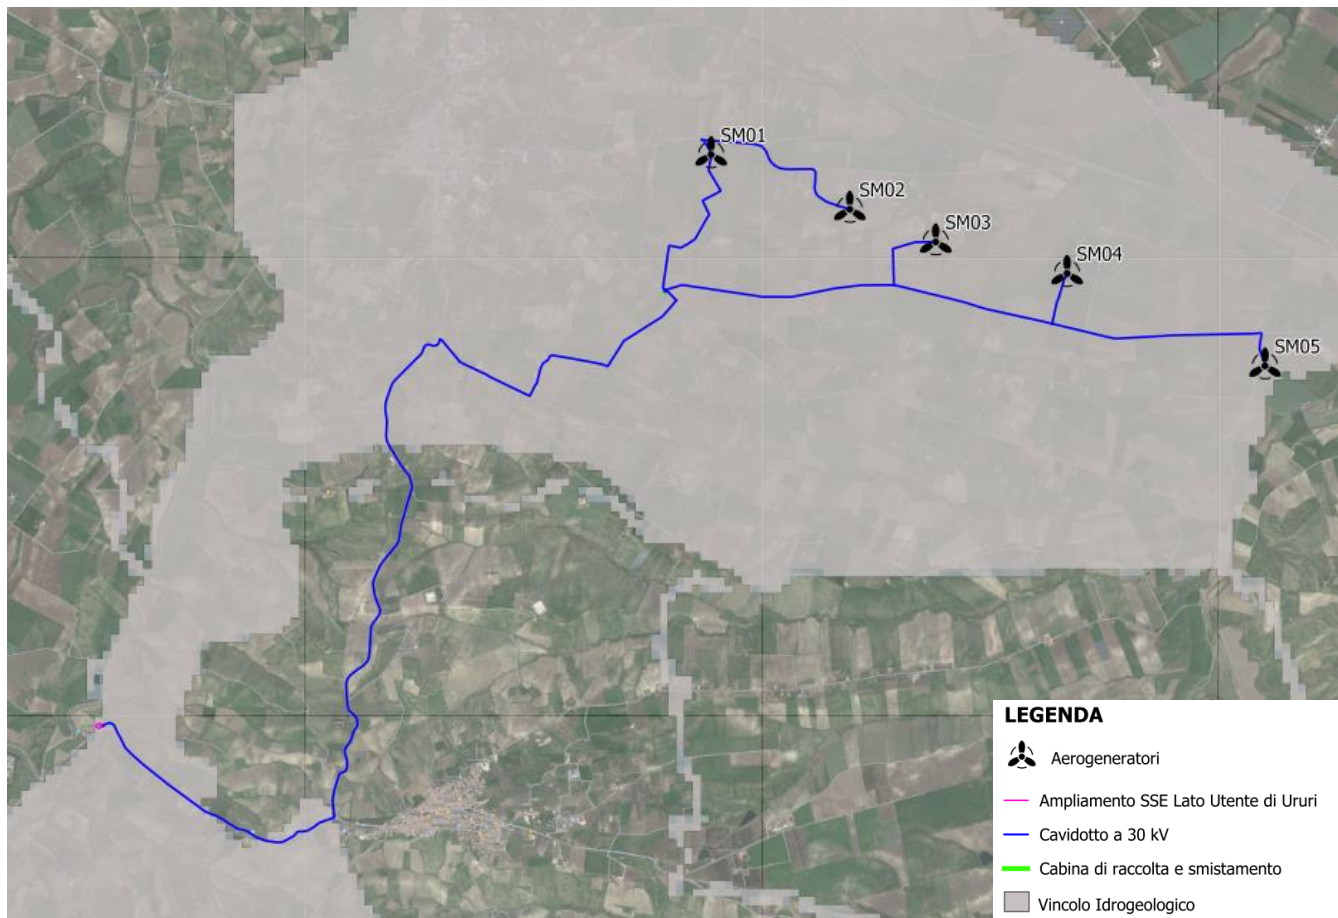 SM01
SM02
SM03
SM04
SM05
LEGENDA
Aerogeneratori
Ampliamento SSE Lato Utente di Ururi
Cavidotto a 30 kV
Cabina di raccolta e smistamento
Vincolo Idrogeologico